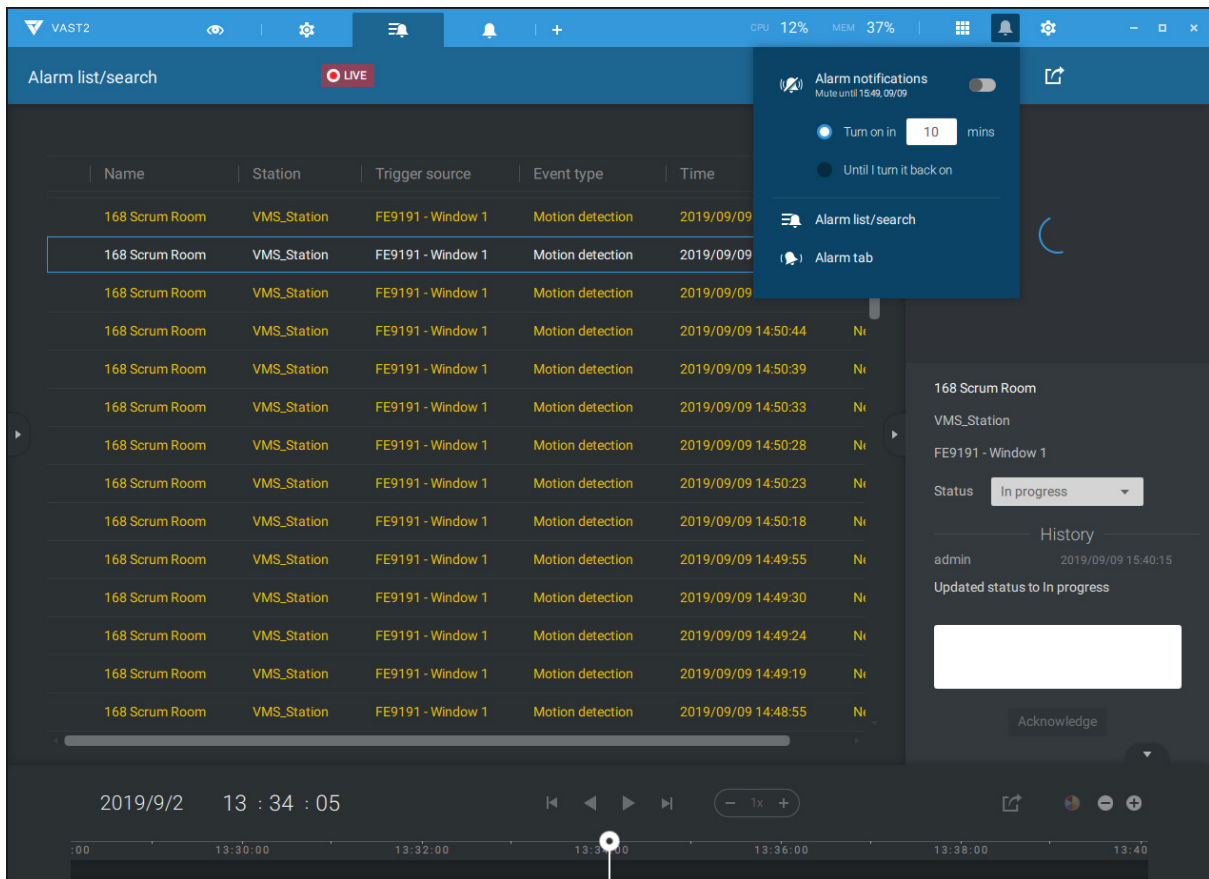 VAST2
CPU 12% MEM 37%
Alarm list/search
LIVE
Alarm notifications
Mute until 15:49, 09/09
Turn on in 10 mins
Until I turn it back on
Alarm list/search
Alarm tab
Name Station Trigger source Event type Time
168 Scrum Room VMS_Station FE9191 - Window 1 Motion detection 2019/09/09
168 Scrum Room VMS_Station FE9191 - Window 1 Motion detection 2019/09/09
168 Scrum Room VMS_Station FE9191 - Window 1 Motion detection 2019/09/09
168 Scrum Room VMS_Station FE9191 - Window 1 Motion detection 2019/09/09 14:50:44
168 Scrum Room VMS_Station FE9191 - Window 1 Motion detection 2019/09/09 14:50:39
168 Scrum Room VMS_Station FE9191 - Window 1 Motion detection 2019/09/09 14:50:33
168 Scrum Room VMS_Station FE9191 - Window 1 Motion detection 2019/09/09 14:50:28
168 Scrum Room VMS_Station FE9191 - Window 1 Motion detection 2019/09/09 14:50:23
168 Scrum Room VMS_Station FE9191 - Window 1 Motion detection 2019/09/09 14:50:18
168 Scrum Room VMS_Station FE9191 - Window 1 Motion detection 2019/09/09 14:49:55
168 Scrum Room VMS_Station FE9191 - Window 1 Motion detection 2019/09/09 14:49:30
168 Scrum Room VMS_Station FE9191 - Window 1 Motion detection 2019/09/09 14:49:24
168 Scrum Room VMS_Station FE9191 - Window 1 Motion detection 2019/09/09 14:49:19
168 Scrum Room VMS_Station FE9191 - Window 1 Motion detection 2019/09/09 14:48:55
168 Scrum Room
VMS_Station
FE9191 - Window 1
Status In progress
History
admin 2019/09/09 15:40:15
Updated status to In progress
Acknowledge
2019/9/2 13 : 34 : 05
1x
:00 13:30:00 13:32:00 13:36:00 13:38:00 13:40